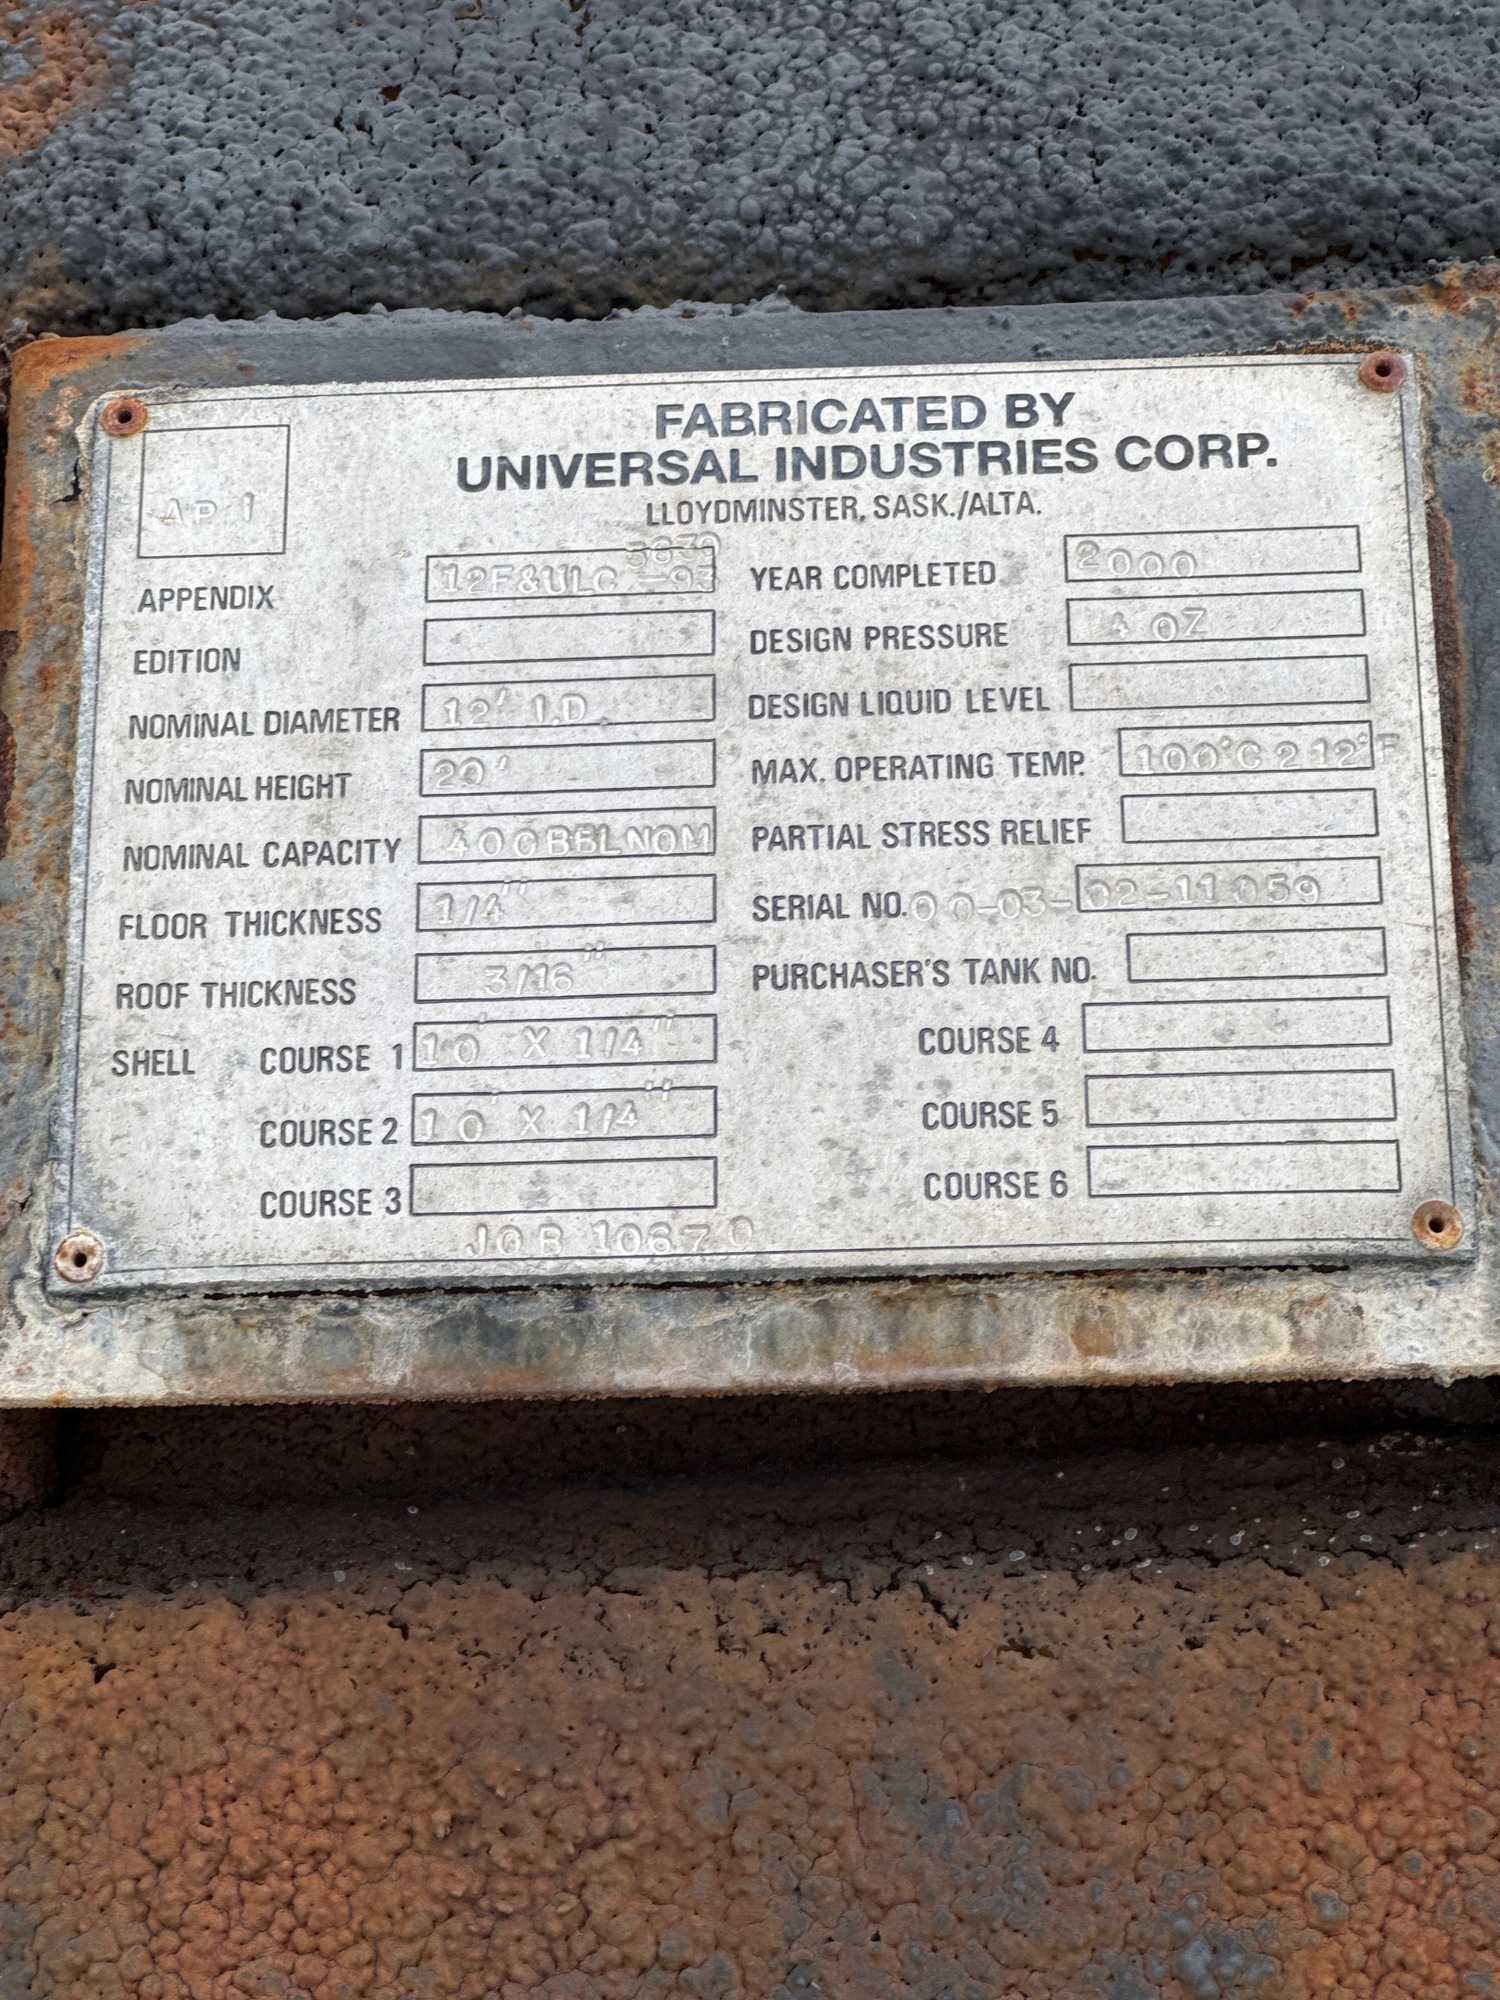 FABRICATED BY
UNIVERSAL INDUSTRIES CORP.
LLOYDMINSTER, SASK./ALTA.
API
APPENDIX 12F&ULC -93
EDITION
NOMINAL DIAMETER 12' I.D.
NOMINAL HEIGHT 20'
NOMINAL CAPACITY 400BBLNOM
FLOOR THICKNESS 1/4"
ROOF THICKNESS 3/16"
SHELL COURSE 1 10' X 1/4"
COURSE 2 10' X 1/4"
COURSE 3
JOB 10670
YEAR COMPLETED 2000
DESIGN PRESSURE OZ
DESIGN LIQUID LEVEL
MAX. OPERATING TEMP. 100°C 212°F
PARTIAL STRESS RELIEF
SERIAL NO. 00-03-02-11059
PURCHASER'S TANK NO.
COURSE 4
COURSE 5
COURSE 6